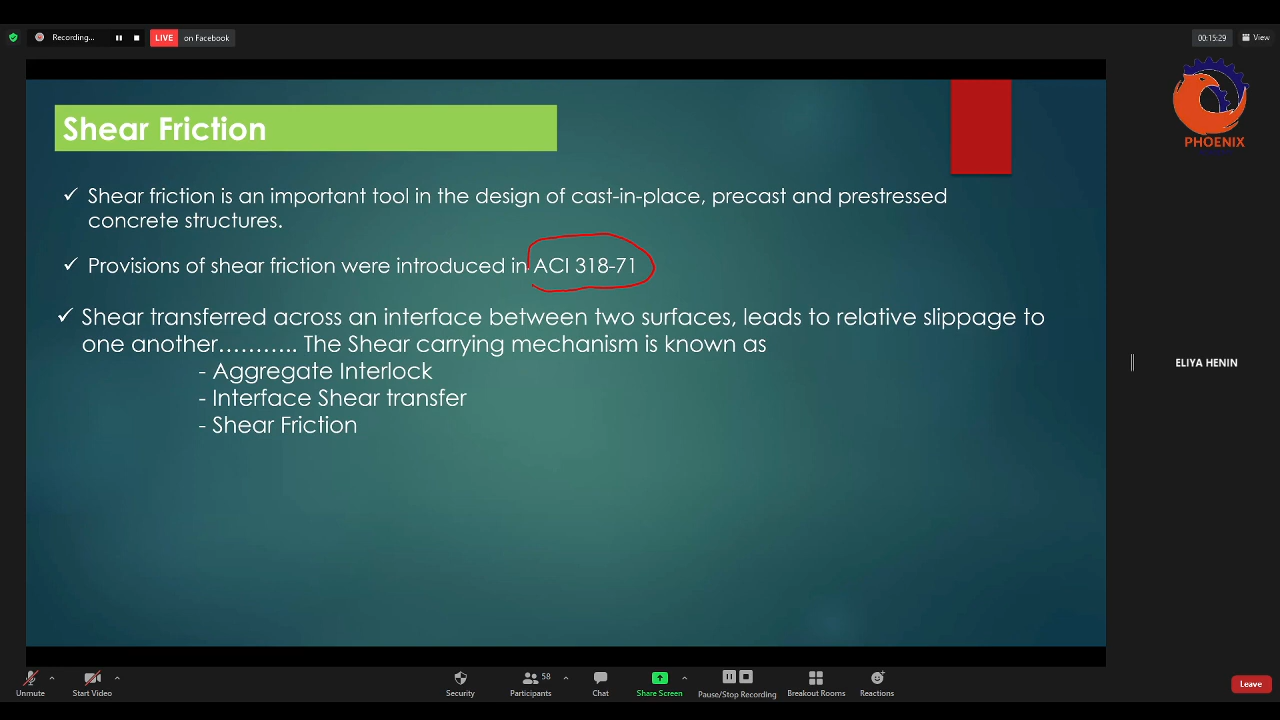 Recording...
LIVE on Facebook
00:15:29
View
PHOENIX
Shear Friction
✓ Shear friction is an important tool in the design of cast-in-place, precast and prestressed
concrete structures.
✓ Provisions of shear friction were introduced in ACI 318-71
✓ Shear transferred across an interface between two surfaces, leads to relative slippage to
one another……….. The Shear carrying mechanism is known as
- Aggregate Interlock
- Interface Shear transfer
- Shear Friction
ELIYA HENIN
Unmute
Start Video
Security
58
Participants
Chat
Share Screen
Pause/Stop Recording
Breakout Rooms
Reactions
Leave